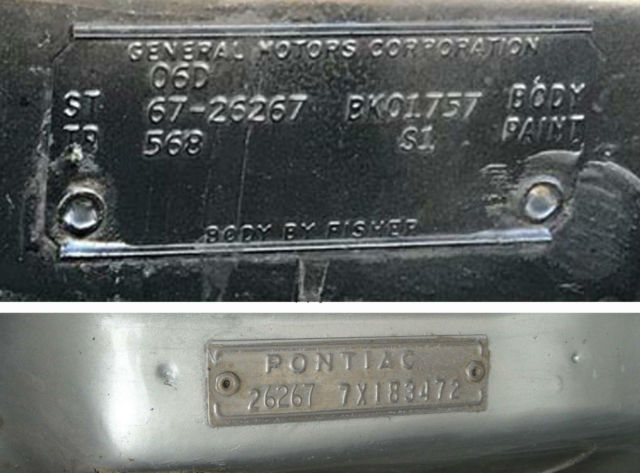 GENERAL MOTORS CORPORATION
06D
ST 67-26267 BK01757 BODY
TR 568 S1 PAINT
BODY BY FISHER
PONTIAC
26267 7X183472